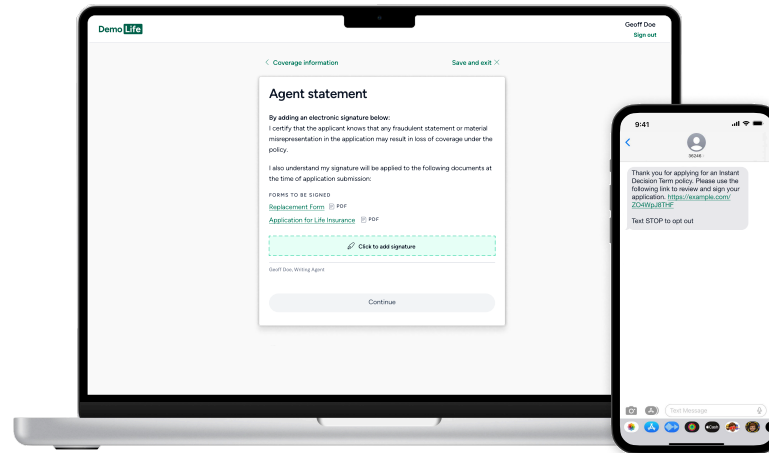 Demo Life
Geoff Doe
Sign out
Coverage information
Save and exit
Agent statement
By adding an electronic signature below:
I certify that the applicant knows that any fraudulent statement or material
misrepresentation in the application may result in loss of coverage under the
policy.
I also understand my signature will be applied to the following documents at
the time of application submission:
FORMS TO BE SIGNED
Replacement Form PDF
Application for Life Insurance PDF
Click to add signature
Geoff Doe, Writing Agent
Continue
9:41
36246
Thank you for applying for an Instant
Decision Term policy. Please use the
following link to review and sign your
application. https://example.com/
ZO4WpJ8THF
Text STOP to opt out
Text Message
Cash